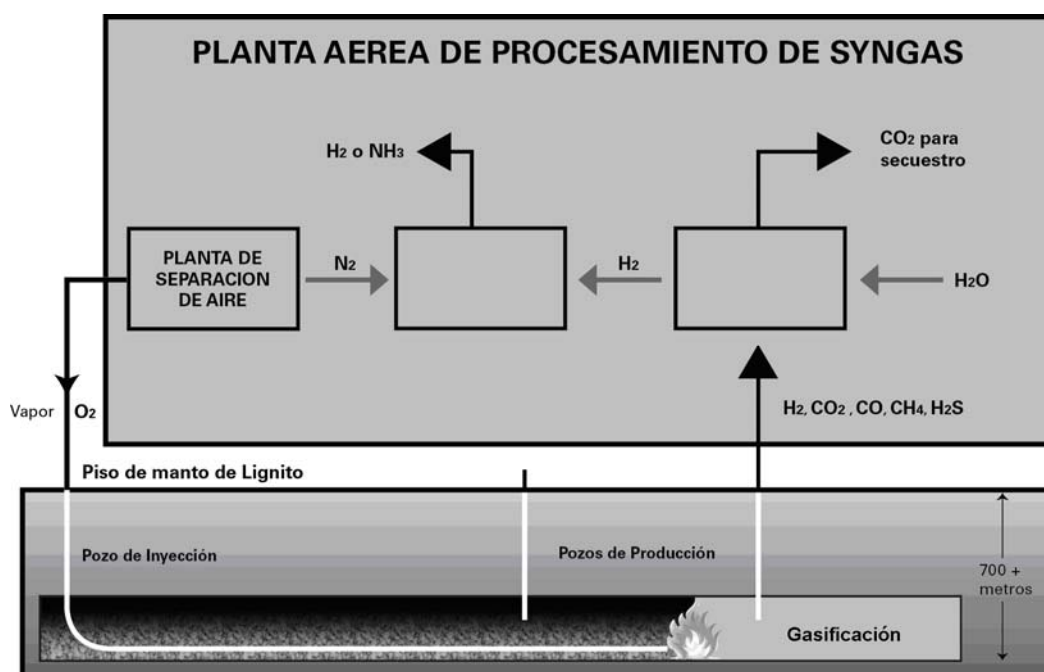 PLANTA AEREA DE PROCESAMIENTO DE SYNGAS
H2 o NH3
CO2 para
secuestro
PLANTA DE
SEPARACION
DE AIRE
N2
H2
H2O
Vapor
O2
H2, CO2 , CO, CH4, H2S
Piso de manto de Lignito
Pozo de Inyección
Pozos de Producción
700 +
metros
Gasificación